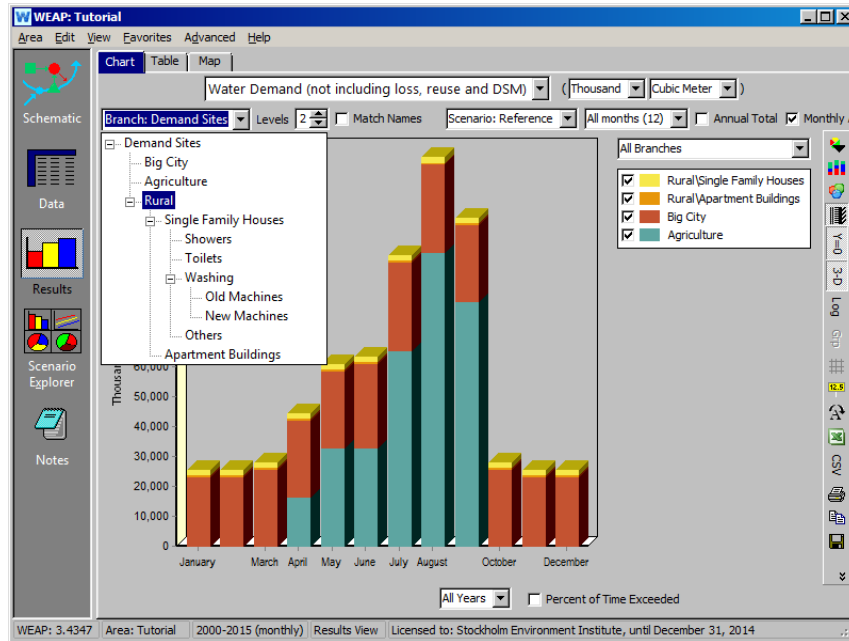 WEAP: Tutorial
Area Edit View Favorites Advanced Help
Chart Table Map
Water Demand (not including loss, reuse and DSM) ( Thousand Cubic Meter )
Branch: Demand Sites Levels 2 Match Names Scenario: Reference All months (12) Annual Total Monthly
Schematic
Data
Results
Scenario
Explorer
Notes
Demand Sites
Big City
Agriculture
Rural
Single Family Houses
Showers
Toilets
Washing
Old Machines
New Machines
Others
Apartment Buildings
All Branches
Rural\Single Family Houses
Rural\Apartment Buildings
Big City
Agriculture
Y=0
3-D
Log
Grp
12.5
CSV
60,000
50,000
40,000
30,000
20,000
10,000
0
January March April May June July August October December
All Years Percent of Time Exceeded
WEAP: 3.4347 Area: Tutorial 2000-2015 (monthly) Results View Licensed to: Stockholm Environment Institute, until December 31, 2014